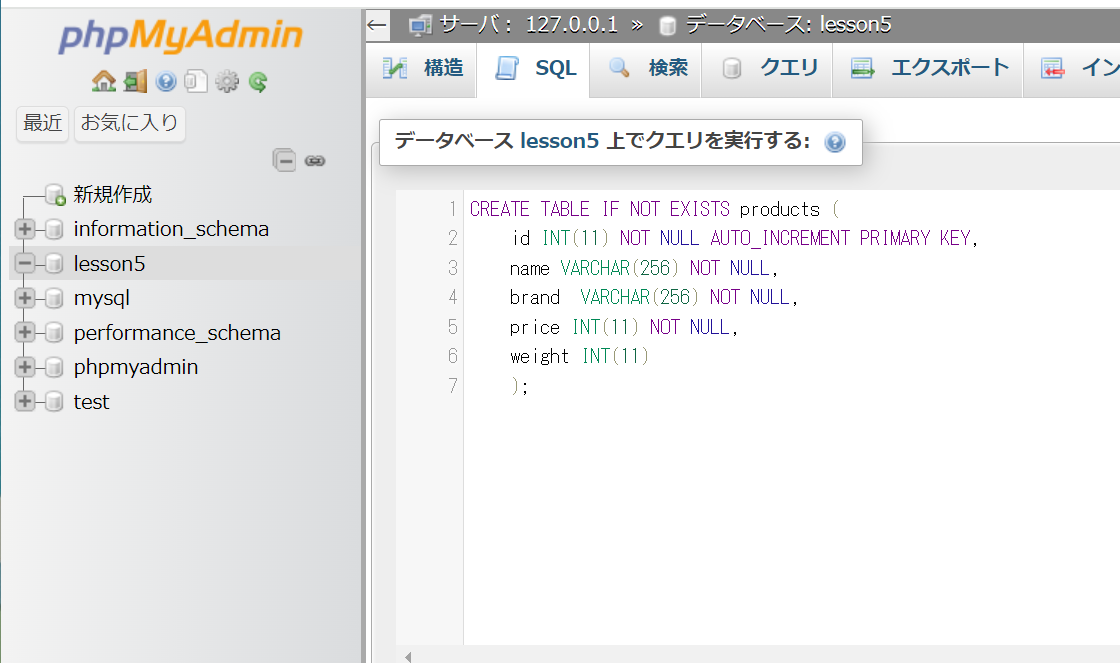 phpMyAdmin
最近 お気に入り
新規作成
information_schema
lesson5
mysql
performance_schema
phpmyadmin
test
サーバ: 127.0.0.1 » データベース: lesson5
構造 SQL 検索 クエリ エクスポート イン
データベース lesson5 上でクエリを実行する:
1 CREATE TABLE IF NOT EXISTS products (
2 id INT(11) NOT NULL AUTO_INCREMENT PRIMARY KEY,
3 name VARCHAR(256) NOT NULL,
4 brand  VARCHAR(256) NOT NULL,
5 price INT(11) NOT NULL,
6 weight INT(11)
7 );